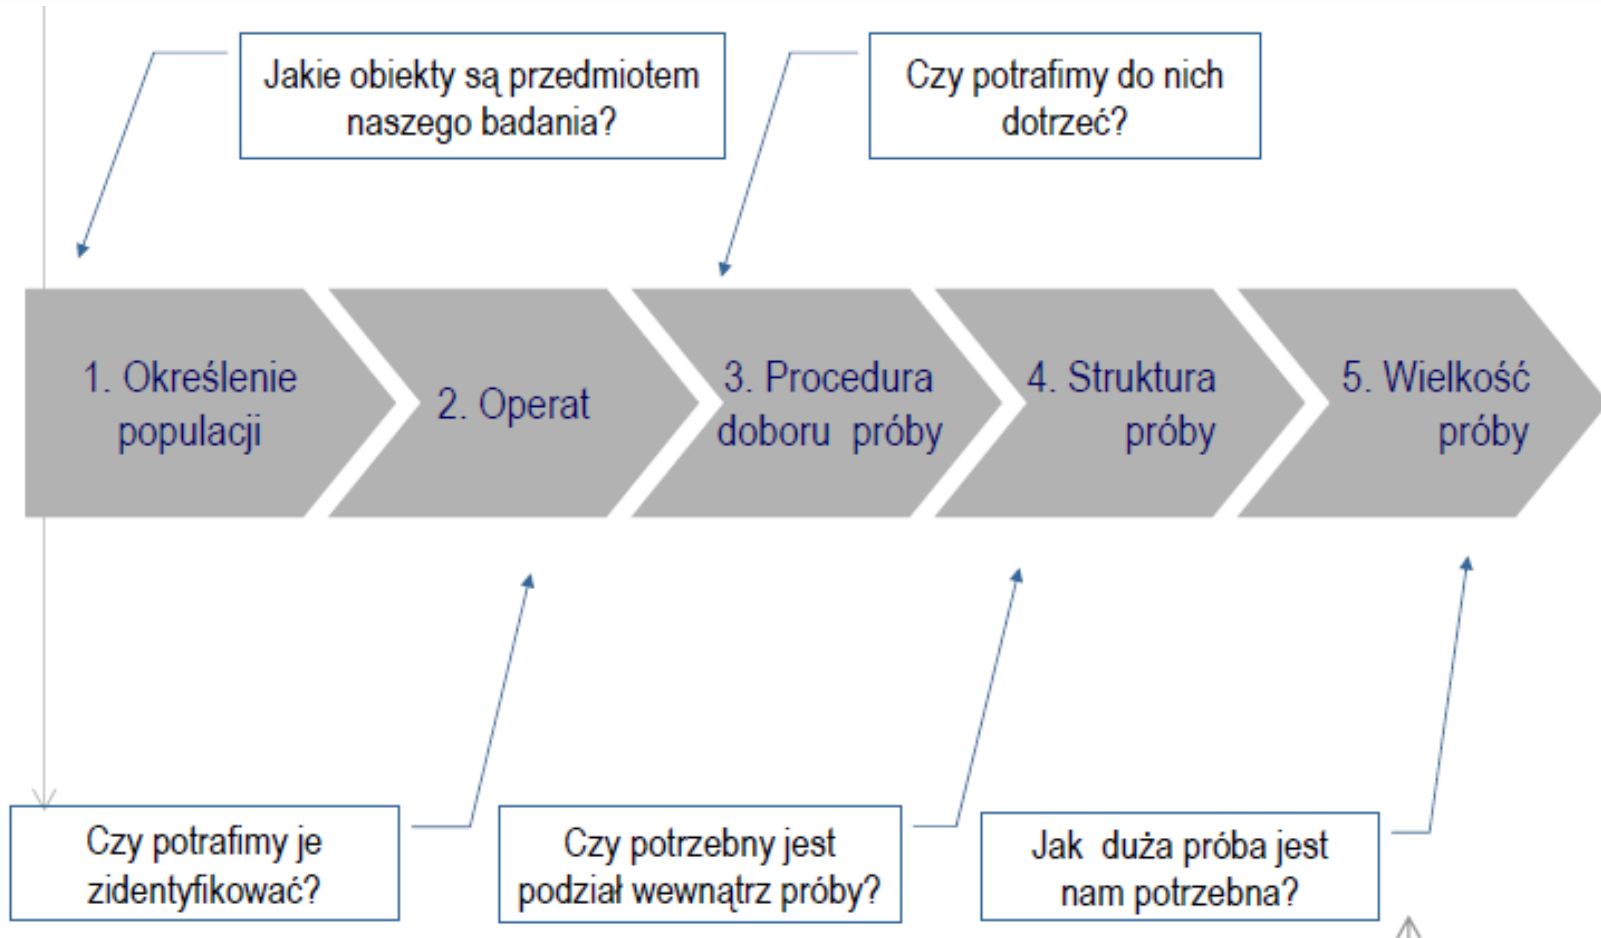 Jakie obiekty są przedmiotem
naszego badania?
Czy potrafimy do nich
dotrzeć?
1. Określenie
populacji
2. Operat
3. Procedura
doboru próby
4. Struktura
próby
5. Wielkość
próby
Czy potrafimy je
zidentyfikować?
Czy potrzebny jest
podział wewnątrz próby?
Jak duża próba jest
nam potrzebna?